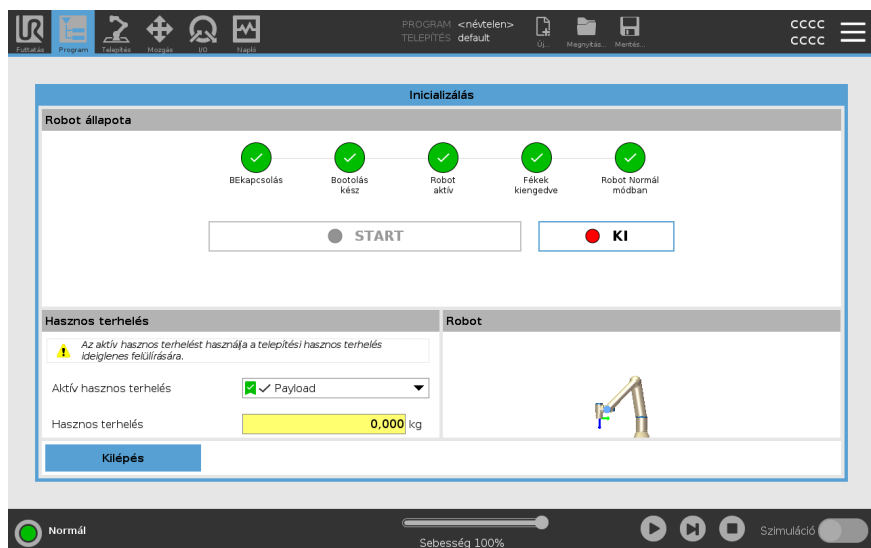 PROGRAM <névtelen>
TELEPÍTÉS default
CCCC
CCCC
Futtatás Program Telepítés Mozgás I/O Napló Új... Megnyitás... Mentés...
Inicializálás
Robot állapota
BEkapcsolás
Bootolás
kész
Robot
aktív
Fékek
kiengedve
Robot Normál
módban
START
KI
Hasznos terhelés
Robot
Az aktív hasznos terhelést használja a telepítési hasznos terhelés
ideiglenes felülírására.
Aktív hasznos terhelés
Payload
Hasznos terhelés
0,000 kg
Kilépés
Normál
Sebesség 100%
Szimuláció